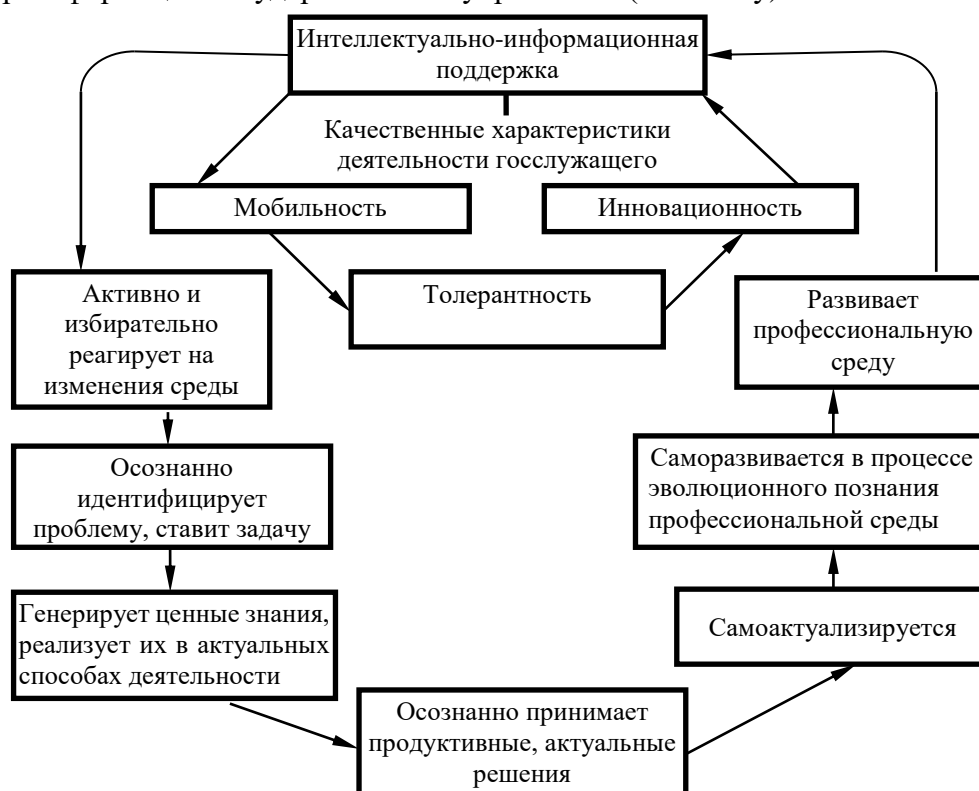 Интеллектуально-информационная
поддержка
Качественные характеристики
деятельности госслужащего
Мобильность
Инновационность
Толерантность
Активно и
избирательно
реагирует на
изменения среды
Развивает
профессиональную
среду
Осознанно
идентифицирует
проблему, ставит задачу
Саморазвивается в процессе
эволюционного познания
профессиональной среды
Генерирует ценные знания,
реализует их в актуальных
способах деятельности
Самоактуализируется
Осознанно принимает
продуктивные, актуальные
решения